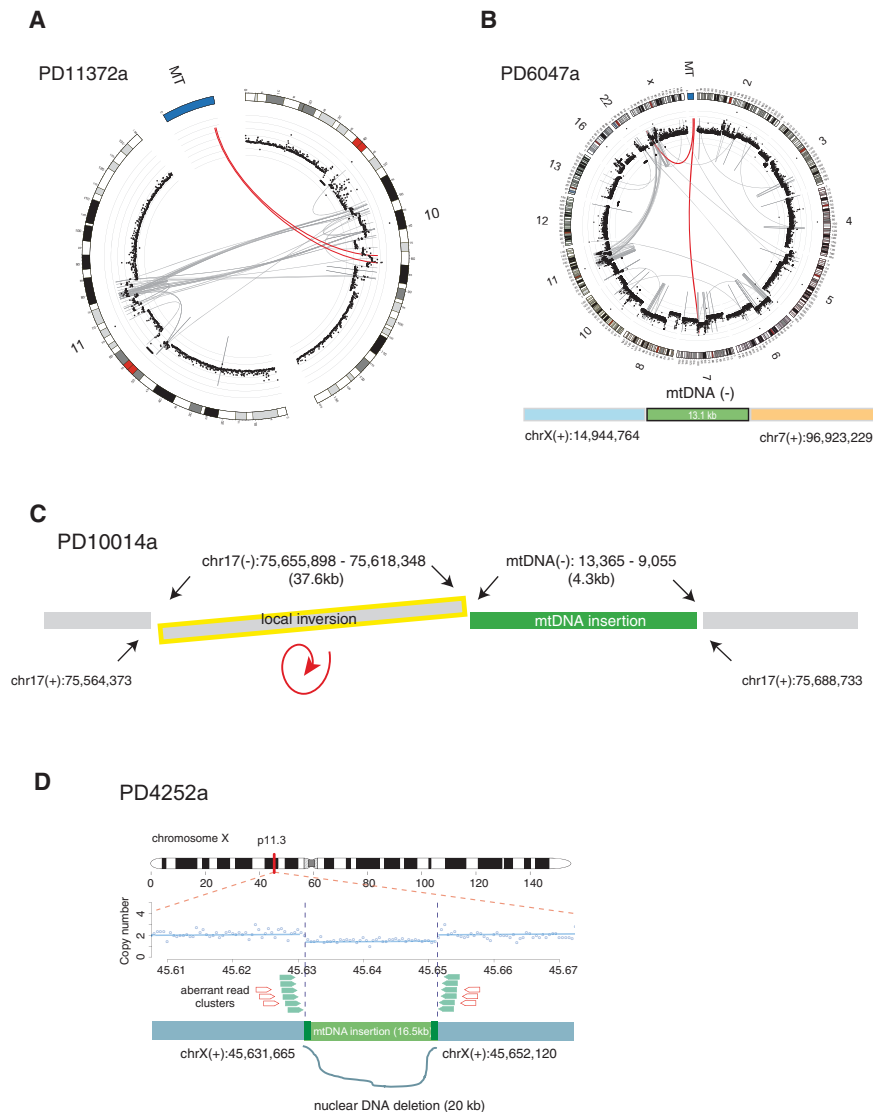 A
PD11372a
MT
10
11
B
PD6047a
MT
2
3
4
5
6
7
8
10
11
12
13
16
22
x
mtDNA (-)
13.1 kb
chrX(+):14,944,764
chr7(+):96,923,229
C
PD10014a
chr17(-):75,655,898 - 75,618,348
(37.6kb)
mtDNA(-): 13,365 - 9,055
(4.3kb)
local inversion
mtDNA insertion
chr17(+):75,564,373
chr17(+):75,688,733
D
PD4252a
chromosome X
p11.3
0 20 40 60 80 100 120 140
Copy number
4
2
0
45.61 45.62 45.63 45.64 45.65 45.66 45.67
aberrant read
clusters
mtDNA insertion (16.5kb)
chrX(+):45,631,665
chrX(+):45,652,120
nuclear DNA deletion (20 kb)